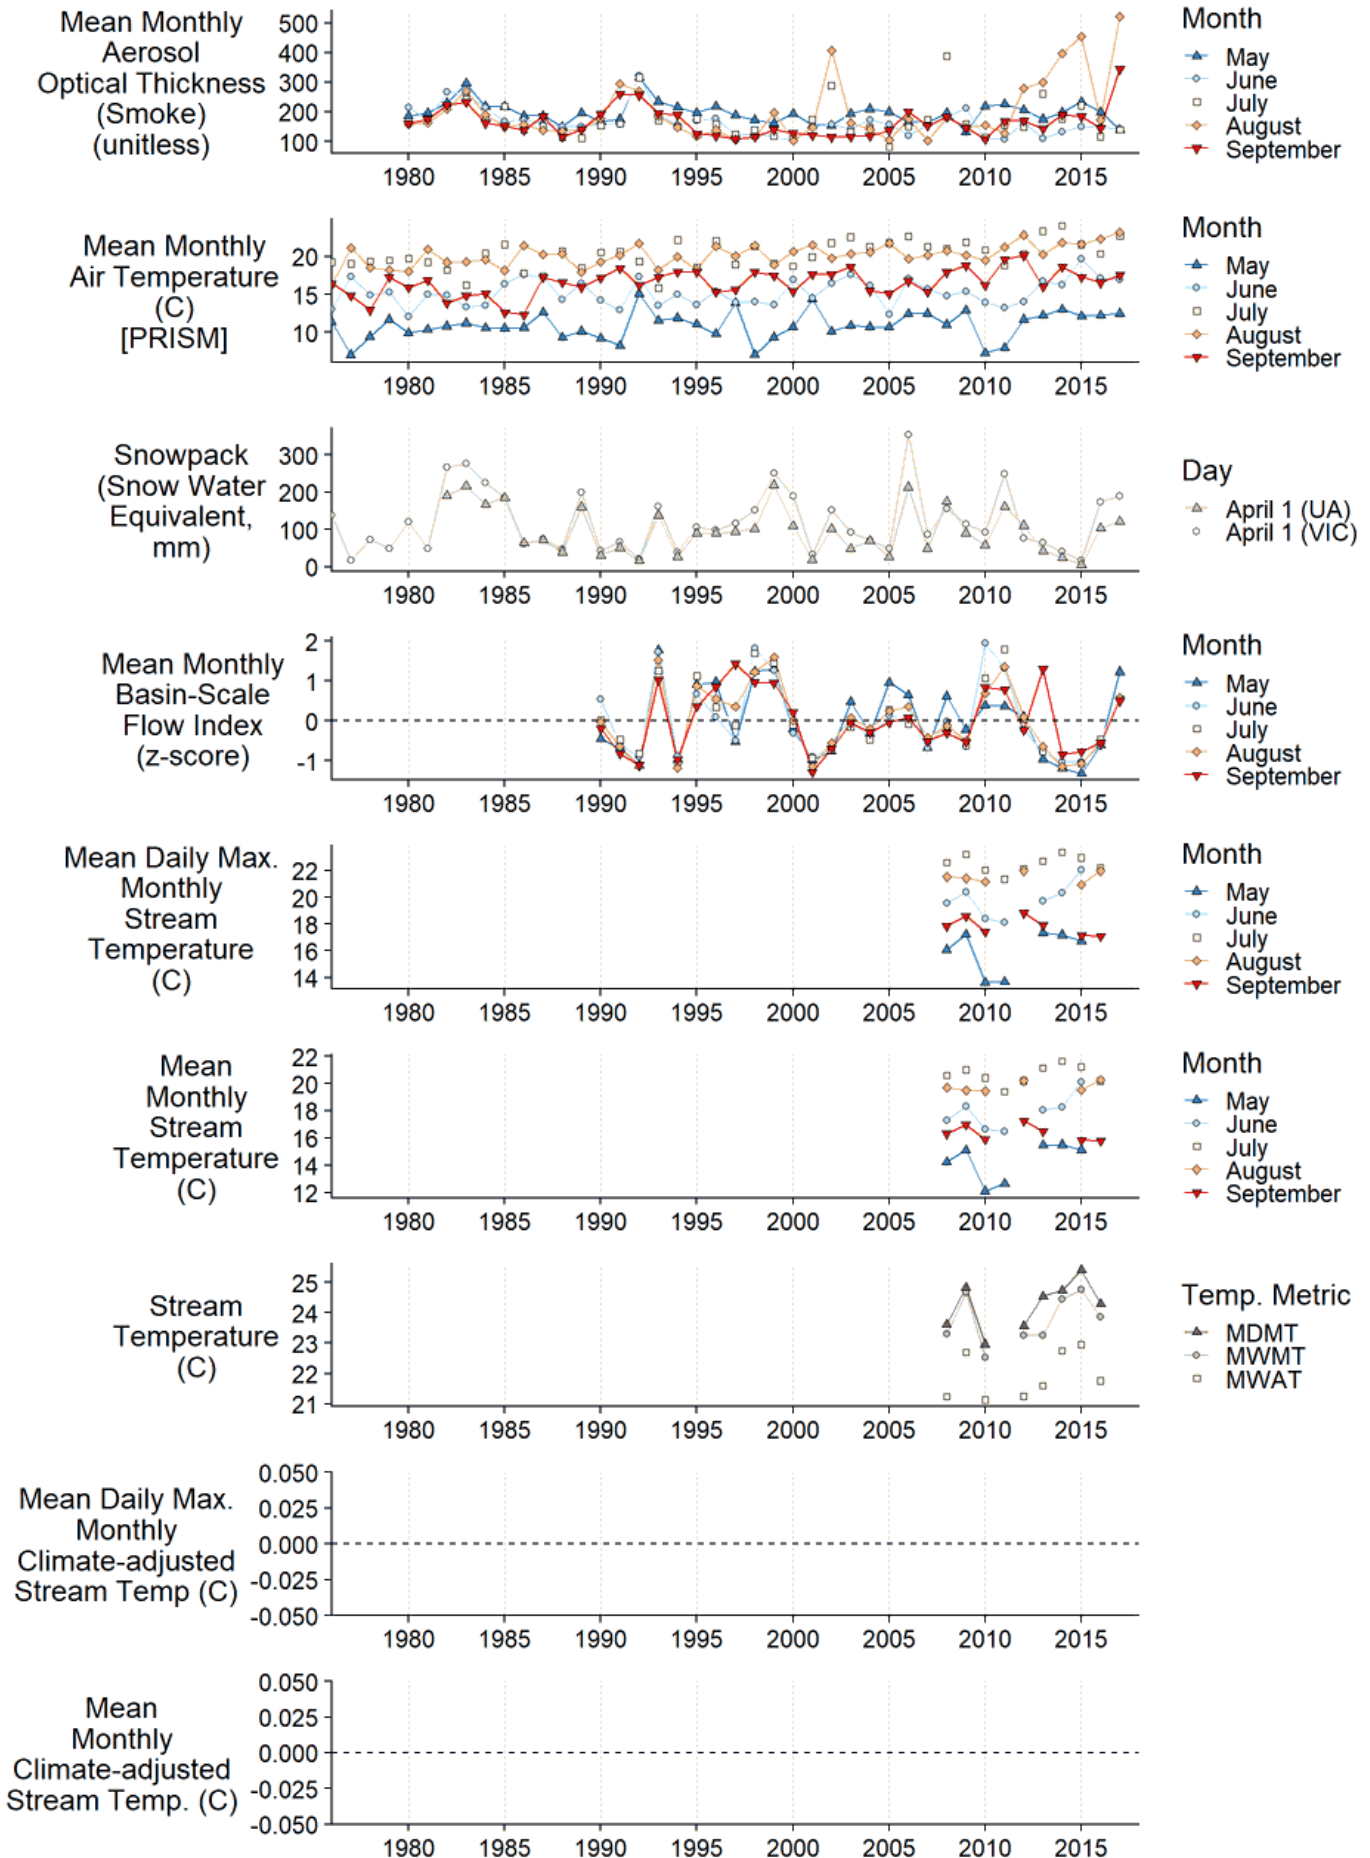 Mean Monthly
Aerosol
Optical Thickness
(Smoke)
(unitless)
500
400
300
200
100
1980 1985 1990 1995 2000 2005 2010 2015
Month
May
June
July
August
September
Mean Monthly
Air Temperature
(C)
[PRISM]
20
15
10
1980 1985 1990 1995 2000 2005 2010 2015
Month
May
June
July
August
September
Snowpack
(Snow Water
Equivalent,
mm)
300
200
100
0
1980 1985 1990 1995 2000 2005 2010 2015
Day
April 1 (UA)
April 1 (VIC)
Mean Monthly
Basin-Scale
Flow Index
(z-score)
2
1
0
-1
1980 1985 1990 1995 2000 2005 2010 2015
Month
May
June
July
August
September
Mean Daily Max.
Monthly
Stream
Temperature
(C)
22
20
18
16
14
1980 1985 1990 1995 2000 2005 2010 2015
Month
May
June
July
August
September
Mean
Monthly
Stream
Temperature
(C)
22
20
18
16
14
12
1980 1985 1990 1995 2000 2005 2010 2015
Month
May
June
July
August
September
Stream
Temperature
(C)
25
24
23
22
21
1980 1985 1990 1995 2000 2005 2010 2015
Temp. Metric
MDMT
MWMT
MWAT
Mean Daily Max.
Monthly
Climate-adjusted
Stream Temp (C)
0.050
0.025
0.000
-0.025
-0.050
1980 1985 1990 1995 2000 2005 2010 2015
Mean
Monthly
Climate-adjusted
Stream Temp. (C)
0.050
0.025
0.000
-0.025
-0.050
1980 1985 1990 1995 2000 2005 2010 2015